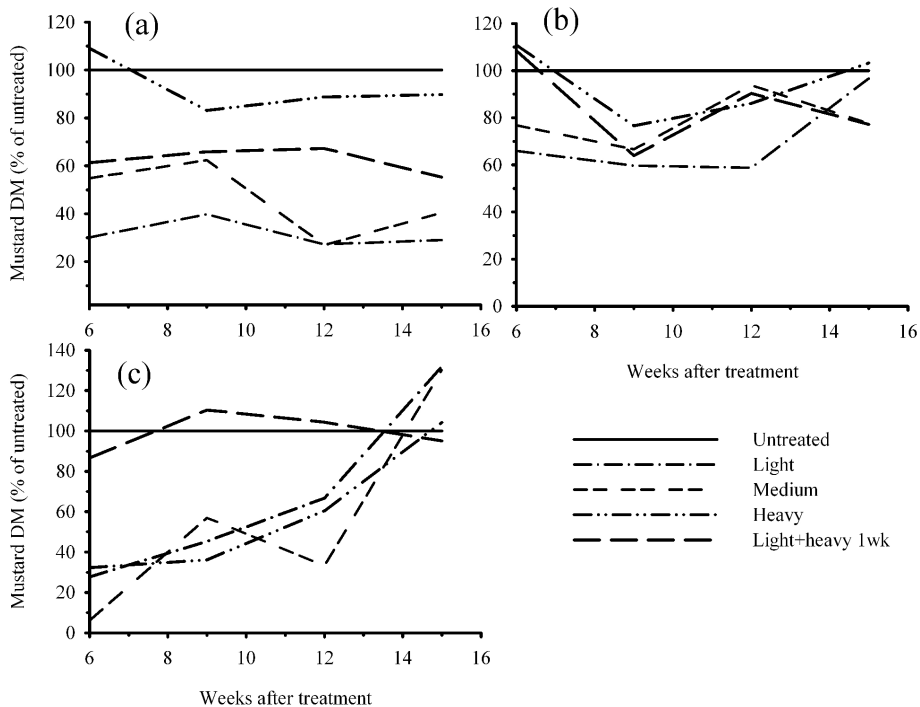 (a)
Mustard DM (% of untreated)
120
100
80
60
40
20
6 8 10 12 14 16
(b)
120
100
80
60
40
20
0
6 8 10 12 14 16
Weeks after treatment
(c)
Mustard DM (% of untreated)
140
120
100
80
60
40
20
0
6 8 10 12 14 16
Weeks after treatment
Untreated
Light
Medium
Heavy
Light+heavy 1wk